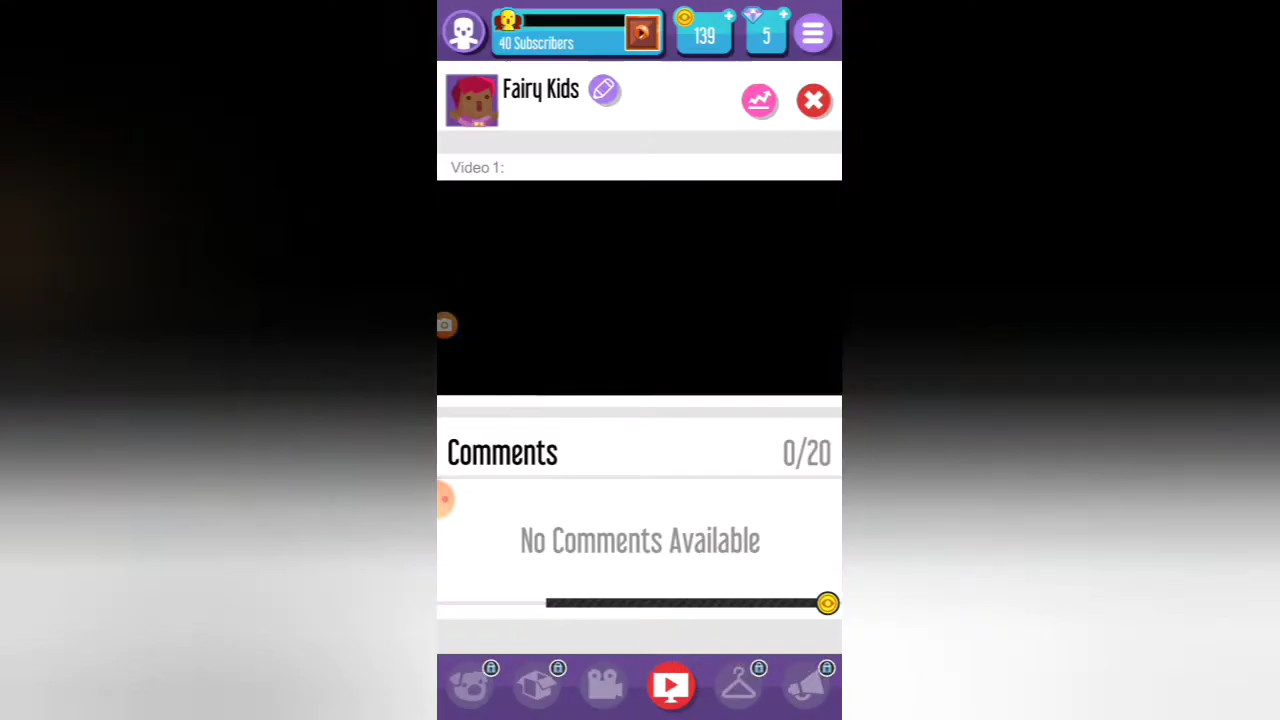 40 Subscribers
139
5
Fairy Kids
Video 1:
Comments
0/20
No Comments Available